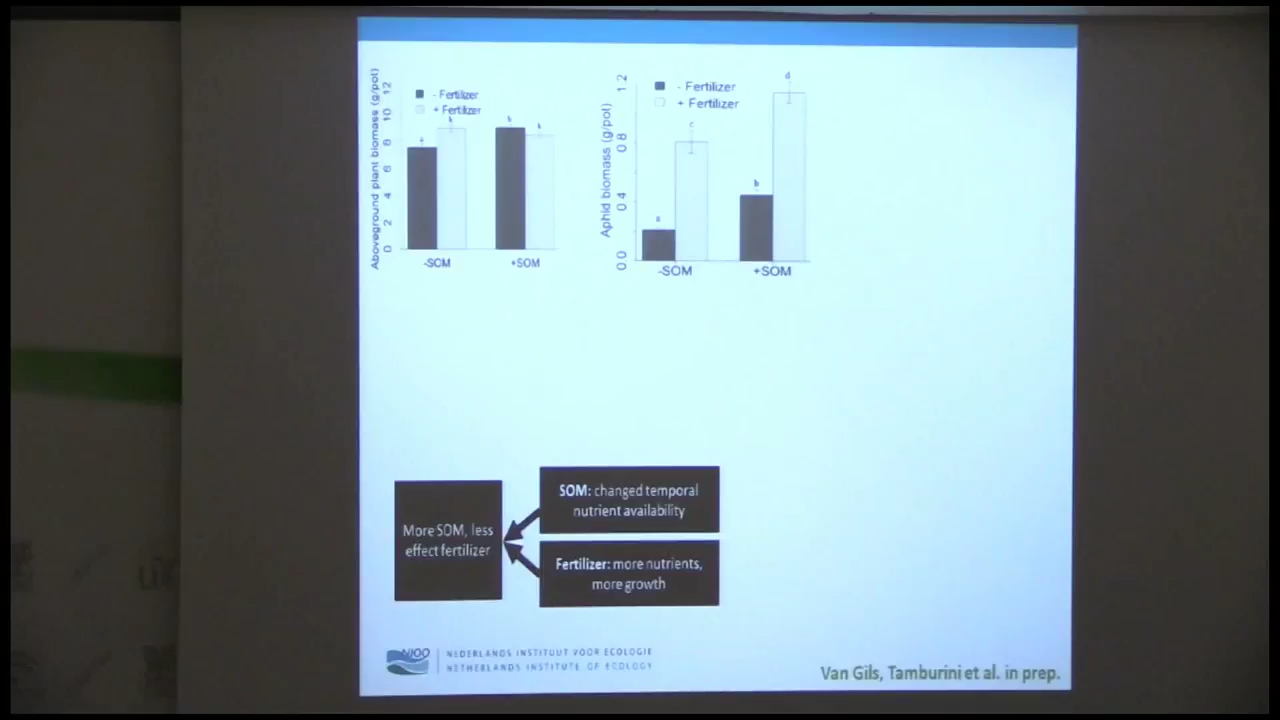 Aboveground plant biomass (g/pot)
0 2 4 6 8 10 12
- Fertilizer
+ Fertilizer
a b b b
-SOM +SOM
Aphid biomass (g/pot)
0.0 0.4 0.8 1.2
- Fertilizer
+ Fertilizer
a c b d
-SOM +SOM
More SOM, less
effect fertilizer
SOM: changed temporal
nutrient availability
Fertilizer: more nutrients,
more growth
NIOO
NEDERLANDS INSTITUUT VOOR ECOLOGIE
NETHERLANDS INSTITUTE OF ECOLOGY
Van Gils, Tamburini et al. in prep.